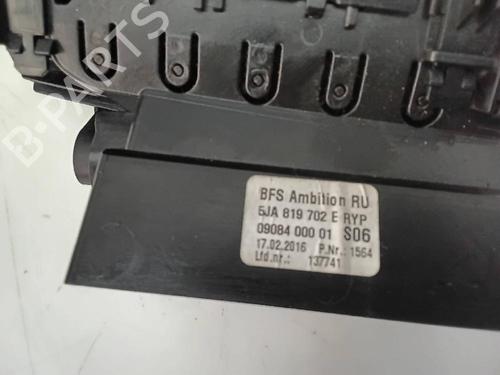 B-PARTS
BFS Ambition RU
5JA 819 702 E RYP
09084 000 01 S06
17.02.2016 P.Nr.: 1564
Lfd.nr.: 137741